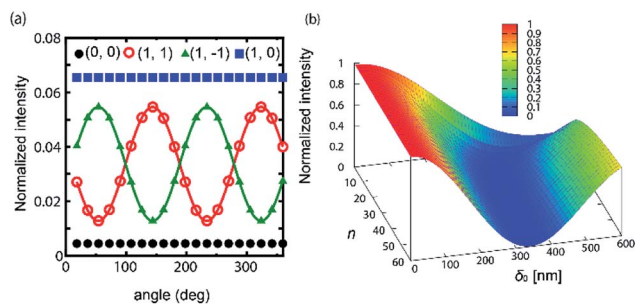 (a)
0.08
(0, 0) (1, 1) (1, -1) (1, 0)
0.06
0.04
0.02
0
Normalized intensity
0 100 200 300
angle (deg)
(b)
1
0.9
0.8
0.7
0.6
0.5
0.4
0.3
0.2
0.1
0
Normalized intensity
1
0.8
0.6
0.4
0.2
0
10
20
30
40
50
60
n
0 100 200 300 400 500 600
δ₀ [nm]